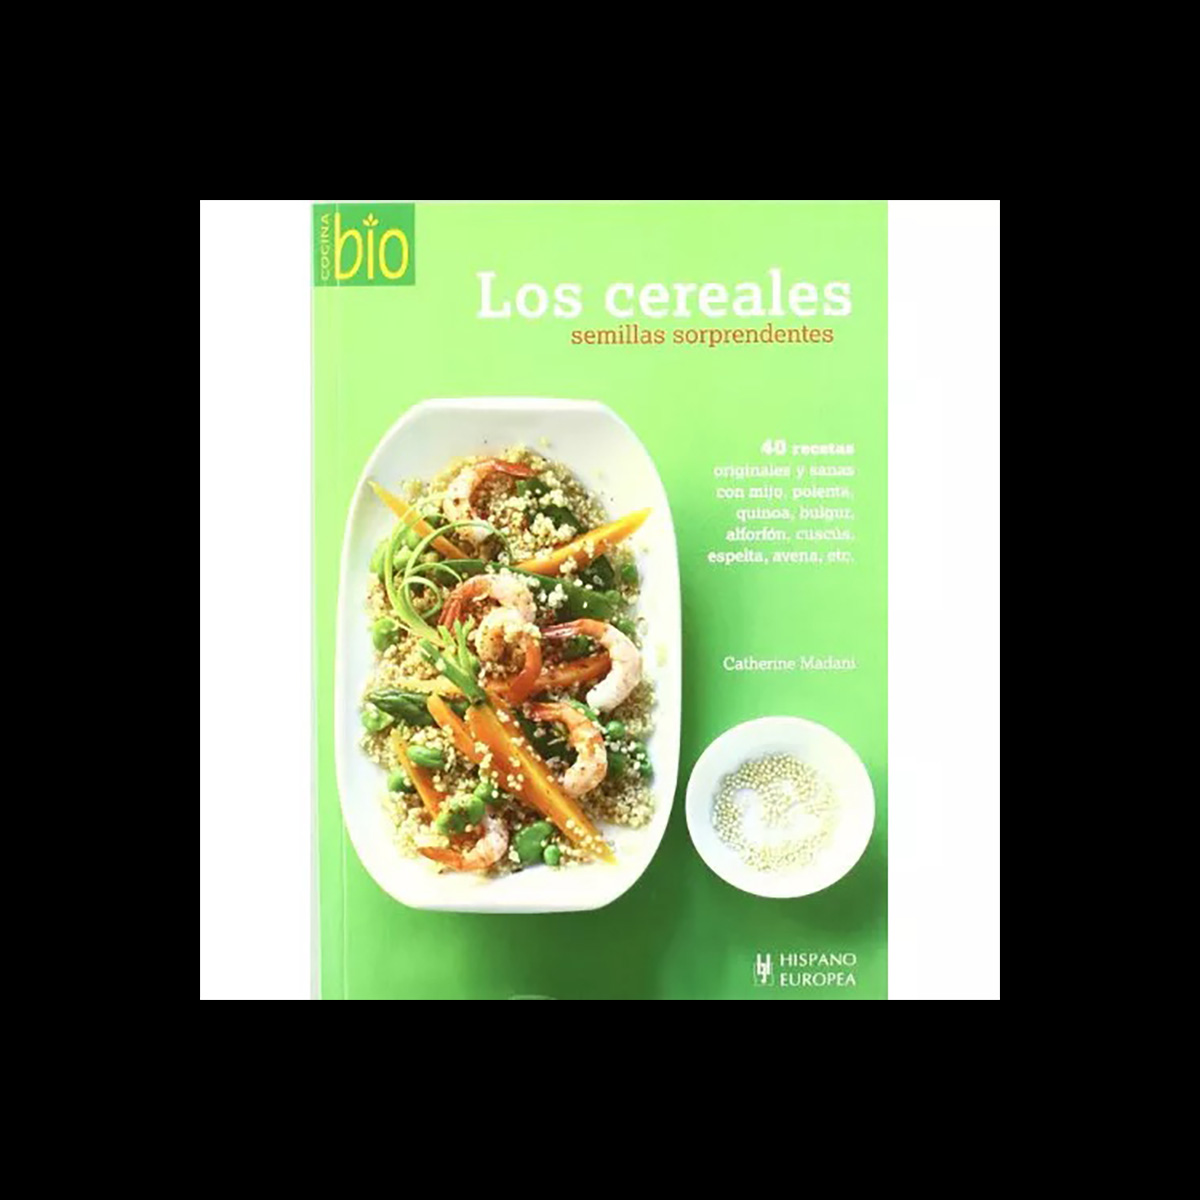 COCINA
bio
Los cereales
semillas sorprendentes
40 recetas
originales y sanas
con mijo, polenta,
quinoa, bulgur,
alforfón, cuscús,
espelta, avena, etc.
Catherine Madani
HISPANO
EUROPEA